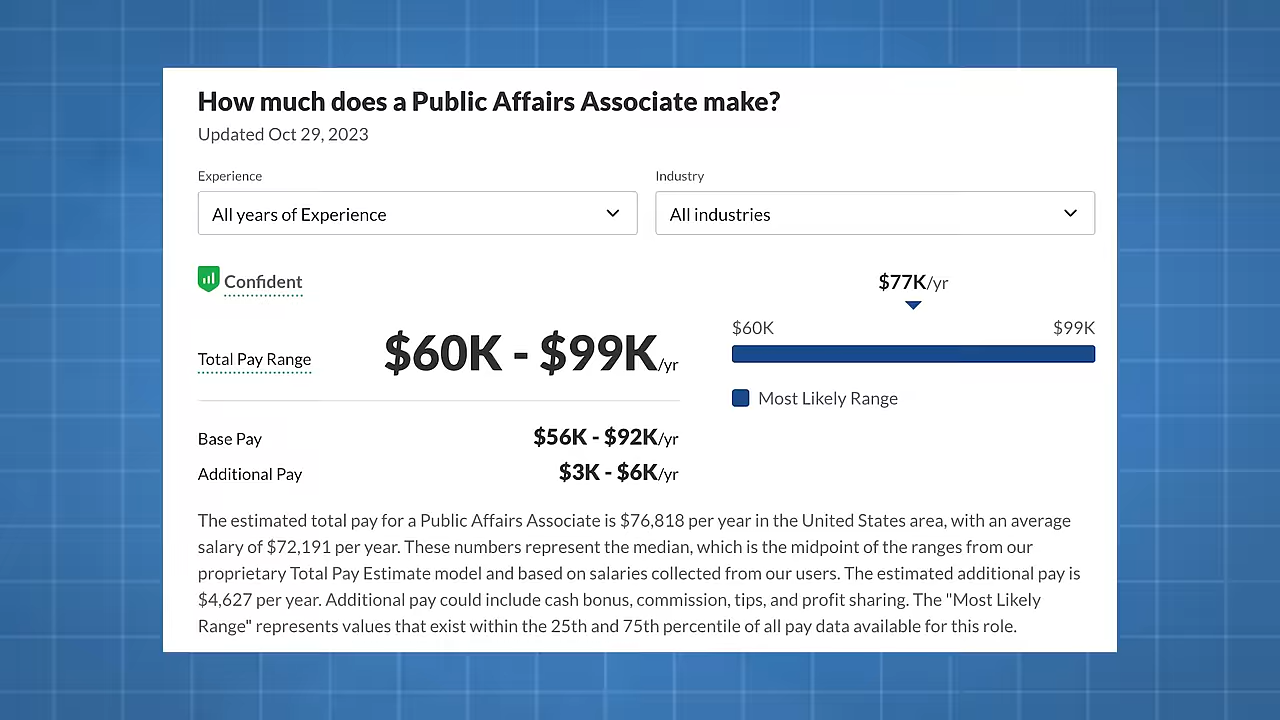 How much does a Public Affairs Associate make?
Updated Oct 29, 2023
Experience
Industry
All years of Experience
All industries
Confident
$77K/yr
$60K
$99K
Total Pay Range
$60K - $99K/yr
Most Likely Range
Base Pay
$56K - $92K/yr
Additional Pay
$3K - $6K/yr
The estimated total pay for a Public Affairs Associate is $76,818 per year in the United States area, with an average
salary of $72,191 per year. These numbers represent the median, which is the midpoint of the ranges from our
proprietary Total Pay Estimate model and based on salaries collected from our users. The estimated additional pay is
$4,627 per year. Additional pay could include cash bonus, commission, tips, and profit sharing. The "Most Likely
Range" represents values that exist within the 25th and 75th percentile of all pay data available for this role.